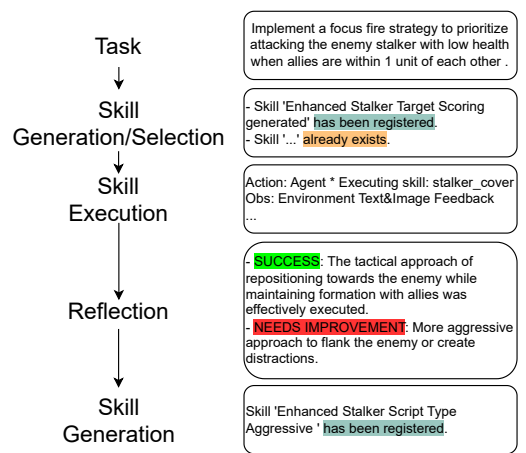 Task
Implement a focus fire strategy to prioritize
attacking the enemy stalker with low health
when allies are within 1 unit of each other .
Skill
Generation/Selection
- Skill 'Enhanced Stalker Target Scoring
generated' has been registered.
- Skill '...' already exists.
Skill
Execution
Action: Agent * Executing skill: stalker_cover
Obs: Environment Text&Image Feedback
...
Reflection
- SUCCESS: The tactical approach of
repositioning towards the enemy while
maintaining formation with allies was
effectively executed.
- NEEDS IMPROVEMENT: More aggressive
approach to flank the enemy or create
distractions.
Skill
Generation
Skill 'Enhanced Stalker Script Type
Aggressive ' has been registered.